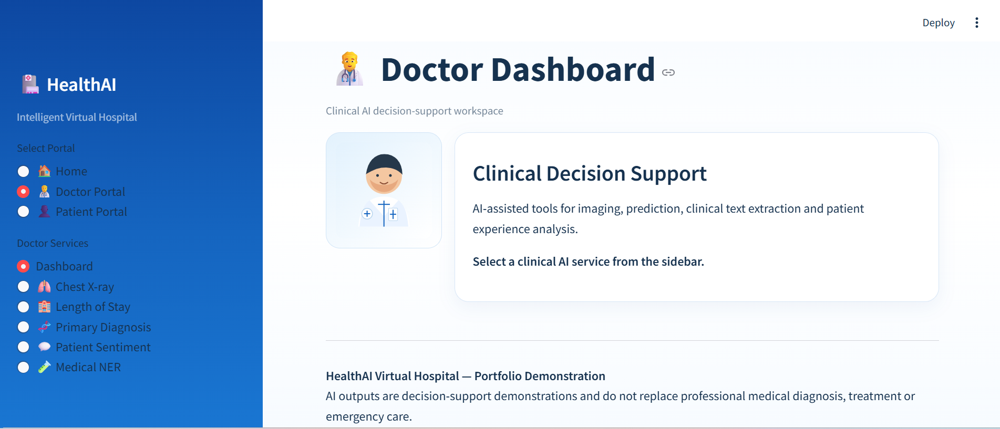 Deploy
HealthAI
Intelligent Virtual Hospital
Select Portal
Home
Doctor Portal
Patient Portal
Doctor Services
Dashboard
Chest X-ray
Length of Stay
Primary Diagnosis
Patient Sentiment
Medical NER
Doctor Dashboard
Clinical AI decision-support workspace
Clinical Decision Support
AI-assisted tools for imaging, prediction, clinical text extraction and patient
experience analysis.
Select a clinical AI service from the sidebar.
HealthAI Virtual Hospital — Portfolio Demonstration
AI outputs are decision-support demonstrations and do not replace professional medical diagnosis, treatment or
emergency care.